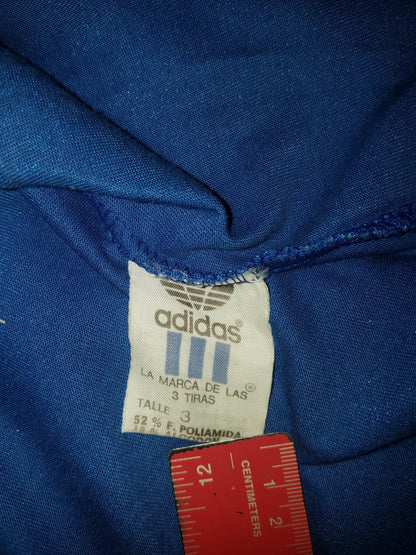 adidas®
LA MARCA DE LAS®
3 TIRAS
TALLE 3
52 % F. POLIAMIDA
12
CENTIMETERS
1
2